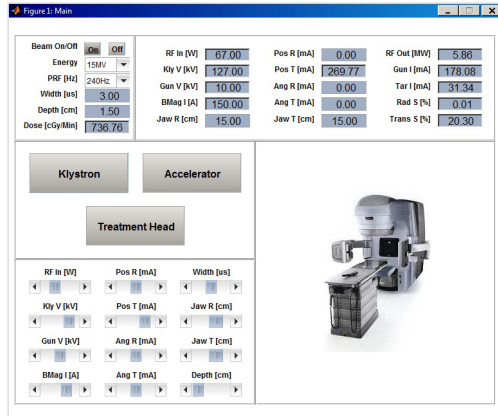 Figure 1: Main
Beam On/Off On Off
Energy 15MV
PRF [Hz] 240Hz
Width [us] 3.00
Depth [cm] 1.50
Dose [cGy/Min] 736.76
RF In [W] 67.00 Pos R [mA] 0.00 RF Out [MW] 5.86
Kly V [kV] 127.00 Pos T [mA] 269.77 Gun I [mA] 178.08
Gun V [kV] 10.00 Ang R [mA] 0.00 Tar I [mA] 31.34
BMag I [A] 150.00 Ang T [mA] 0.00 Rad S [%] 0.01
Jaw R [cm] 15.00 Jaw T [cm] 15.00 Trans S [%] 20.30
Klystron Accelerator
Treatment Head
RF In [W] Pos R [mA] Width [us]
Kly V [kV] Pos T [mA] Jaw R [cm]
Gun V [kV] Ang R [mA] Jaw T [cm]
BMag I [A] Ang T [mA] Depth [cm]